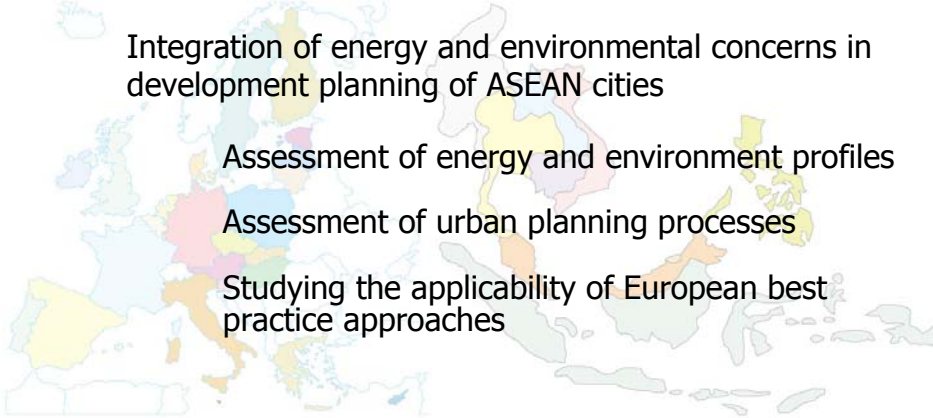 Integration of energy and environmental concerns in
development planning of ASEAN cities
Assessment of energy and environment profiles
Assessment of urban planning processes
Studying the applicability of European best
practice approaches